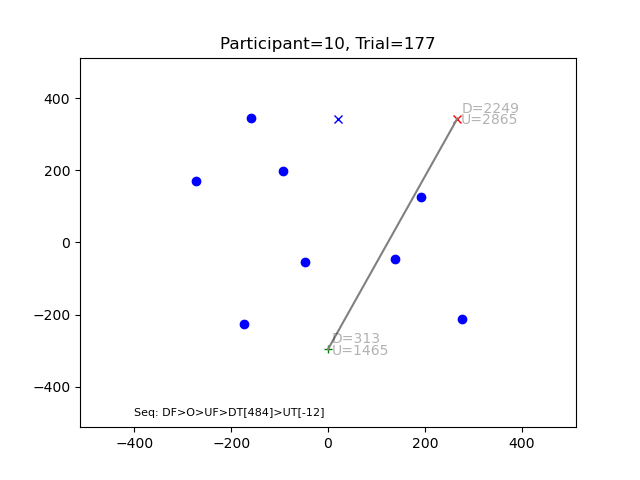 Participant=10, Trial=177
D=2249
U=2865
D=313
U=1465
Seq: DF>O>UF>DT[484]>UT[-12]
400
200
0
−200
−400
−400
−200
0
200
400